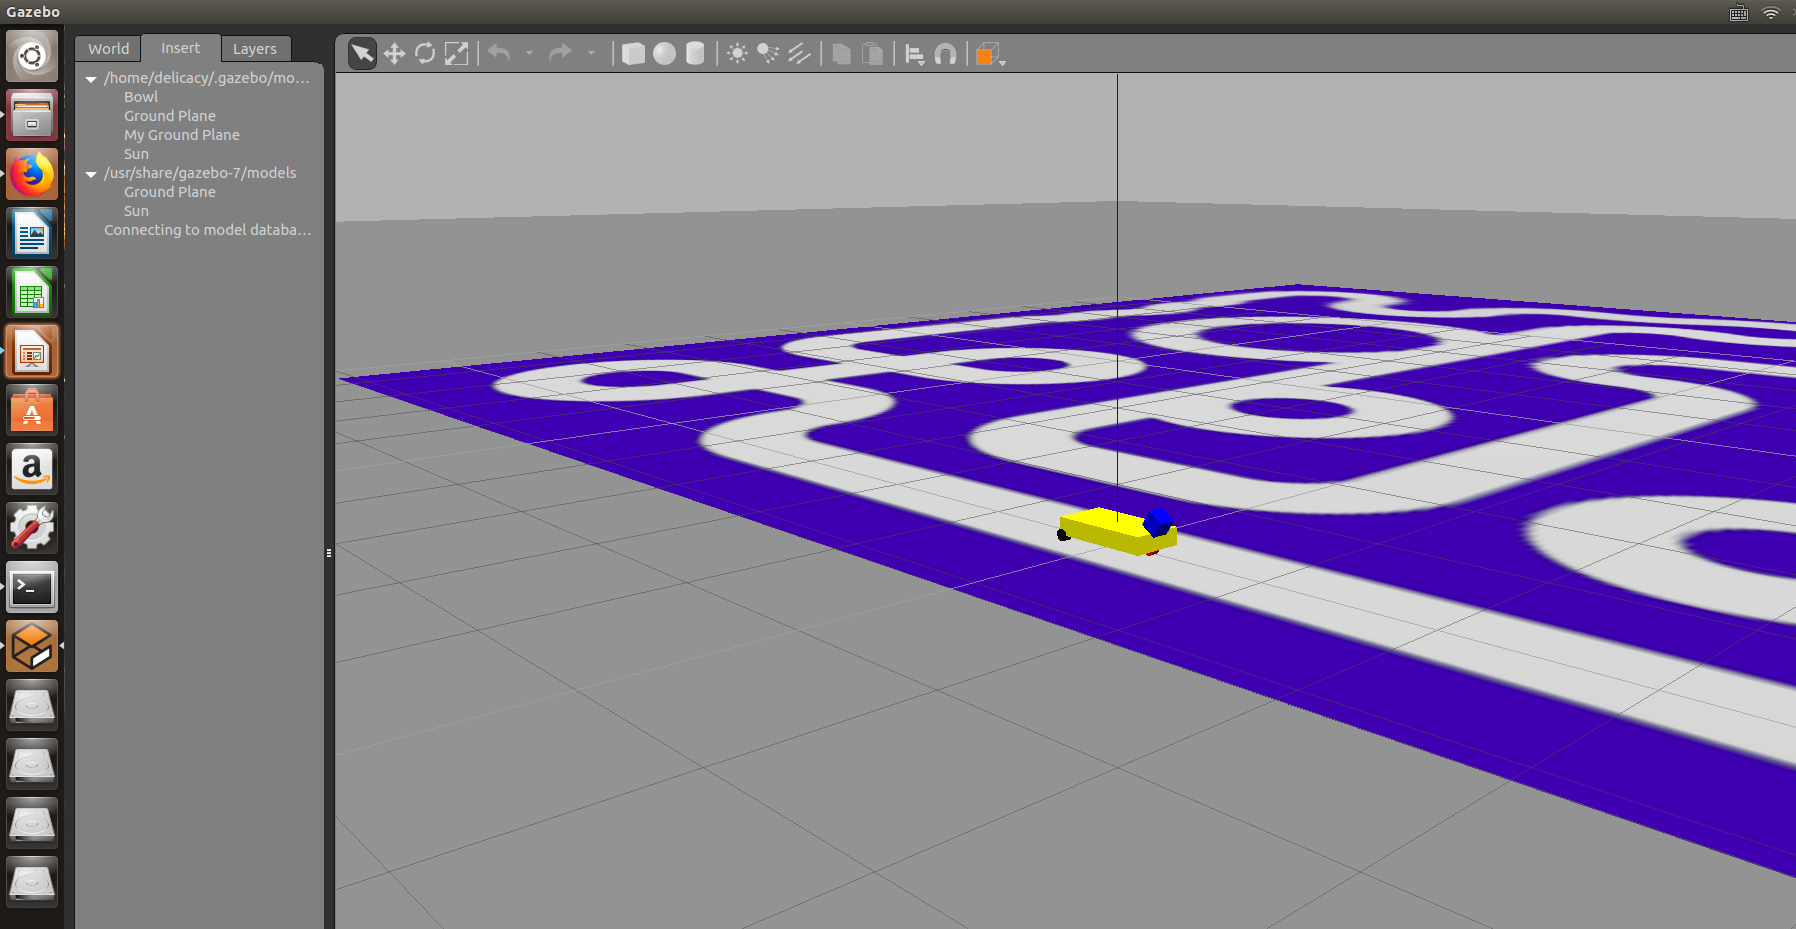 Gazebo
World Insert Layers
/home/delicacy/.gazebo/mo...
Bowl
Ground Plane
My Ground Plane
Sun
/usr/share/gazebo-7/models
Ground Plane
Sun
Connecting to model databa...